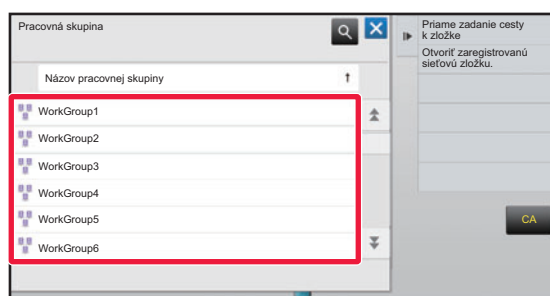 Pracovná skupina
Názov pracovnej skupiny
WorkGroup1
WorkGroup2
WorkGroup3
WorkGroup4
WorkGroup5
WorkGroup6
Priame zadanie cesty
k zložke
Otvoriť zaregistrovanú
sieťovú zložku.
CA